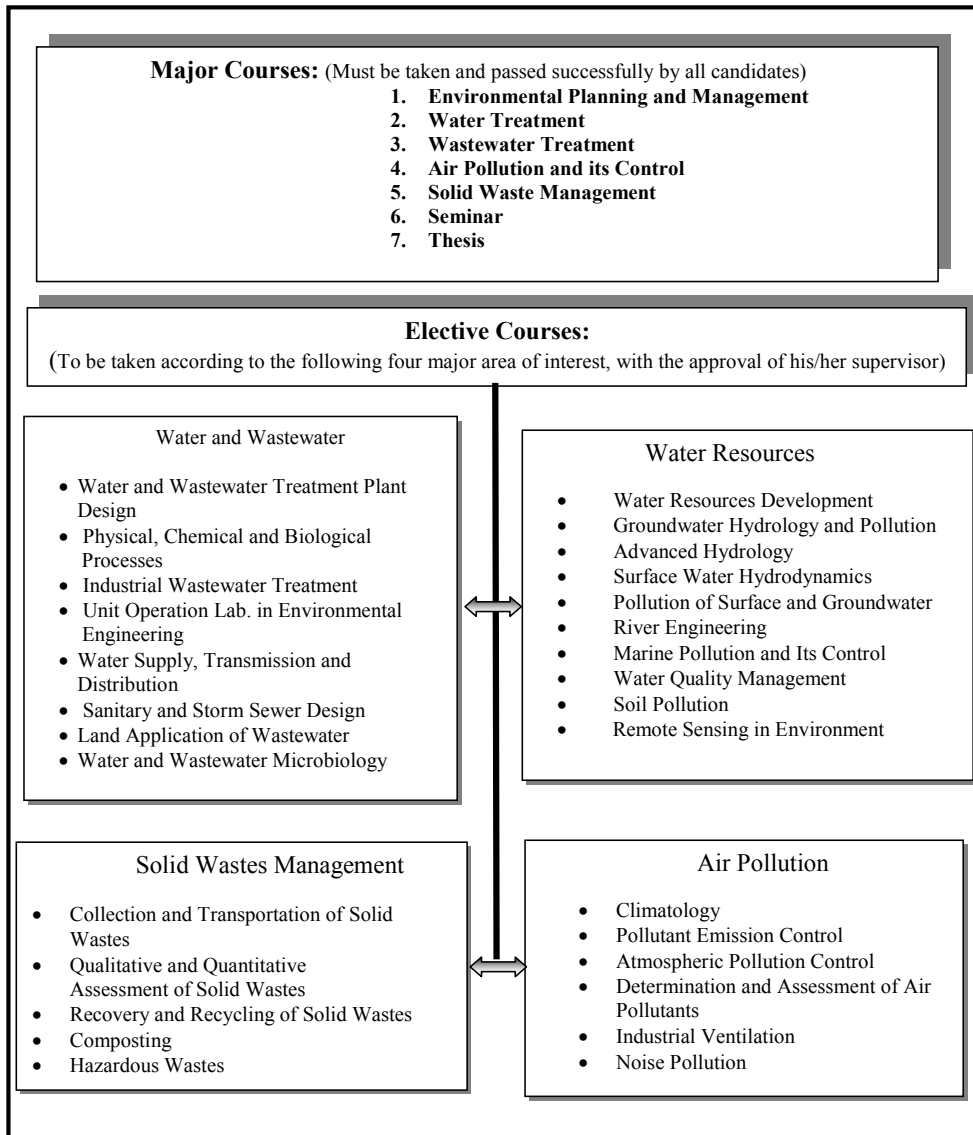 Major Courses: (Must be taken and passed successfully by all candidates)
1. Environmental Planning and Management
2. Water Treatment
3. Wastewater Treatment
4. Air Pollution and its Control
5. Solid Waste Management
6. Seminar
7. Thesis
Elective Courses:
(To be taken according to the following four major area of interest, with the approval of his/her supervisor)
Water and Wastewater
• Water and Wastewater Treatment Plant
Design
• Physical, Chemical and Biological
Processes
• Industrial Wastewater Treatment
• Unit Operation Lab. in Environmental
Engineering
• Water Supply, Transmission and
Distribution
• Sanitary and Storm Sewer Design
• Land Application of Wastewater
• Water and Wastewater Microbiology
Water Resources
• Water Resources Development
• Groundwater Hydrology and Pollution
• Advanced Hydrology
• Surface Water Hydrodynamics
• Pollution of Surface and Groundwater
• River Engineering
• Marine Pollution and Its Control
• Water Quality Management
• Soil Pollution
• Remote Sensing in Environment
Solid Wastes Management
• Collection and Transportation of Solid
Wastes
• Qualitative and Quantitative
Assessment of Solid Wastes
• Recovery and Recycling of Solid Wastes
• Composting
• Hazardous Wastes
Air Pollution
• Climatology
• Pollutant Emission Control
• Atmospheric Pollution Control
• Determination and Assessment of Air
Pollutants
• Industrial Ventilation
• Noise Pollution